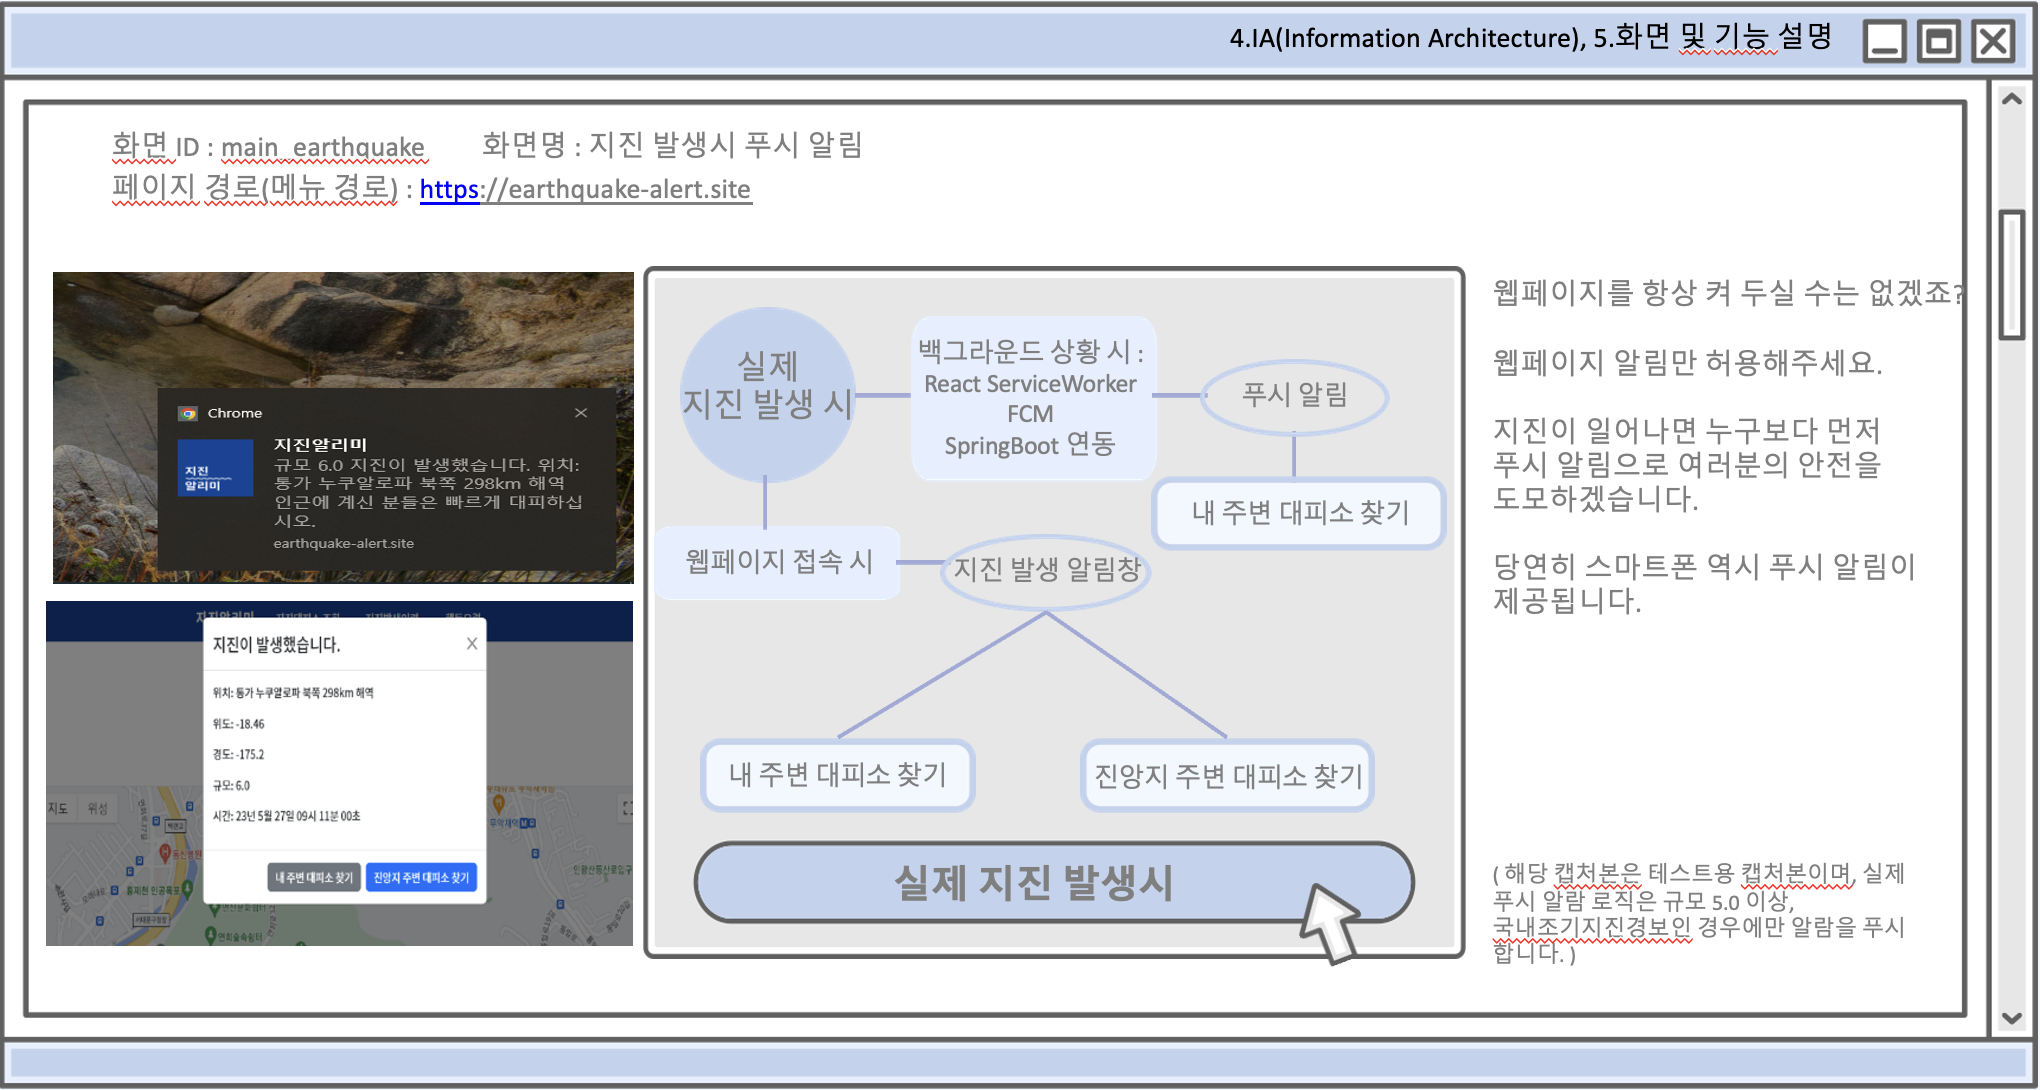 4.IA(Information Architecture), 5.화면 및 기능 설명
화면 ID : main_earthquake 화면명 : 지진 발생시 푸시 알림
페이지 경로(메뉴 경로) : https://earthquake-alert.site
Chrome
지진알리미
규모 6.0 지진이 발생했습니다. 위치:
통가 누쿠알로파 북쪽 298km 해역
인근에 계신 분들은 빠르게 대피하십
시오.
earthquake-alert.site
지진
알리미
지진이 발생했습니다. X
위치: 통가 누쿠알로파 북쪽 298km 해역
위도: -18.46
경도: -175.2
규모: 6.0
시간: 23년 5월 27일 09시 11분 00초
내 주변 대피소 찾기 진앙지 주변 대피소 찾기
지도 위성
실제
지진 발생 시
백그라운드 상황 시 :
React ServiceWorker
FCM
SpringBoot 연동
푸시 알림
내 주변 대피소 찾기
웹페이지 접속 시
지진 발생 알림창
내 주변 대피소 찾기
진앙지 주변 대피소 찾기
실제 지진 발생시
웹페이지를 항상 켜 두실 수는 없겠죠?
웹페이지 알림만 허용해주세요.
지진이 일어나면 누구보다 먼저
푸시 알림으로 여러분의 안전을
도모하겠습니다.
당연히 스마트폰 역시 푸시 알림이
제공됩니다.
( 해당 캡처본은 테스트용 캡처본이며, 실제
푸시 알람 로직은 규모 5.0 이상,
국내조기지진경보인 경우에만 알람을 푸시
합니다. )